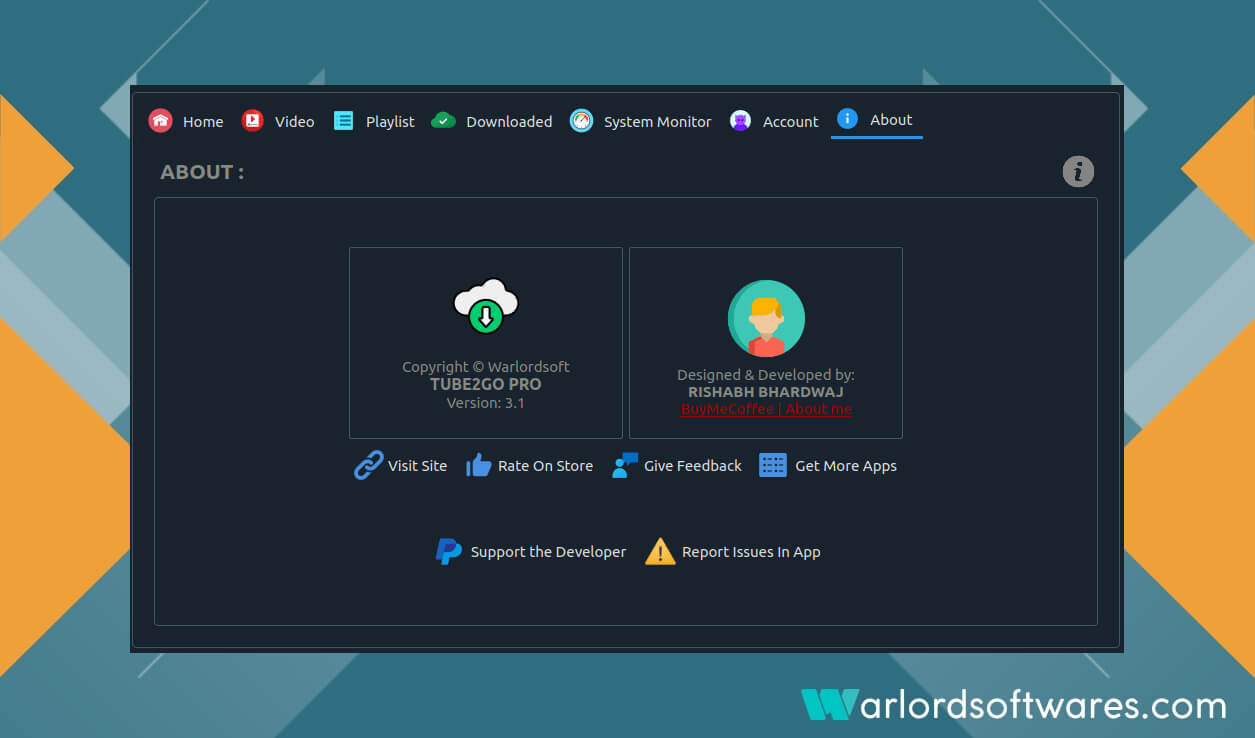 Home Video Playlist Downloaded System Monitor Account About
ABOUT :
Copyright © Warlordsoft
TUBE2GO PRO
Version: 3.1
Designed & Developed by:
RISHABH BHARDWAJ
BuyMeCoffee | About me
Visit Site Rate On Store Give Feedback Get More Apps
Support the Developer Report Issues In App
Warlordsoftwares.com